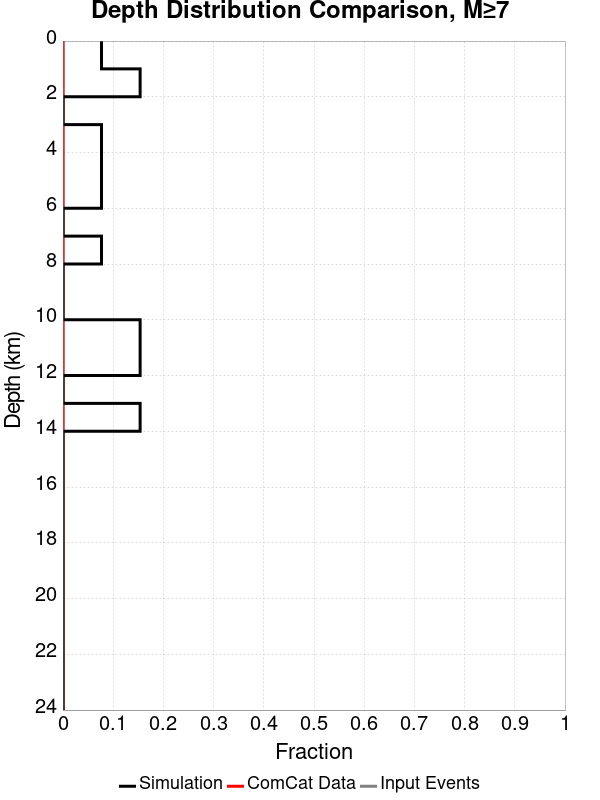 Depth Distribution Comparison, M≥7
0
2
4
6
8
10
12
14
16
18
20
22
24
Depth (km)
0 0.1 0.2 0.3 0.4 0.5 0.6 0.7 0.8 0.9 1
Fraction
Simulation ComCat Data Input Events